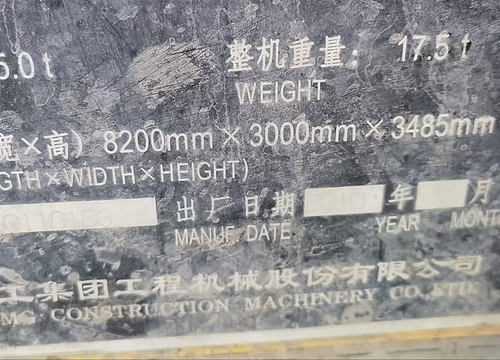 5.0 t 整机重量: 17.5 t
WEIGHT
宽×高) 8200mm × 3000mm × 3485mm
GTH×WIDTH×HEIGHT)
出厂日期 年 月
MANUF. DATE YEAR MONT
工集团工程机械股份有限公司
MG CONSTRUCTION MACHINERY CO.,LTD.